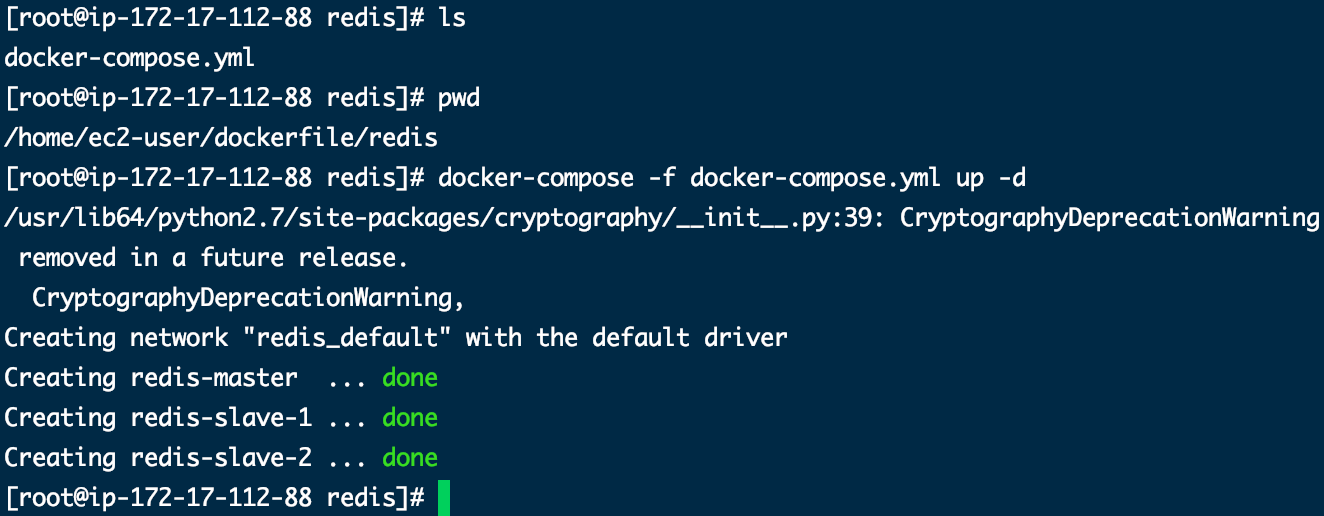 [root@ip-172-17-112-88 redis]# ls
docker-compose.yml
[root@ip-172-17-112-88 redis]# pwd
/home/ec2-user/dockerfile/redis
[root@ip-172-17-112-88 redis]# docker-compose -f docker-compose.yml up -d
/usr/lib64/python2.7/site-packages/cryptography/__init__.py:39: CryptographyDeprecationWarning
 removed in a future release.
  CryptographyDeprecationWarning,
Creating network "redis_default" with the default driver
Creating redis-master  ... done
Creating redis-slave-1 ... done
Creating redis-slave-2 ... done
[root@ip-172-17-112-88 redis]#